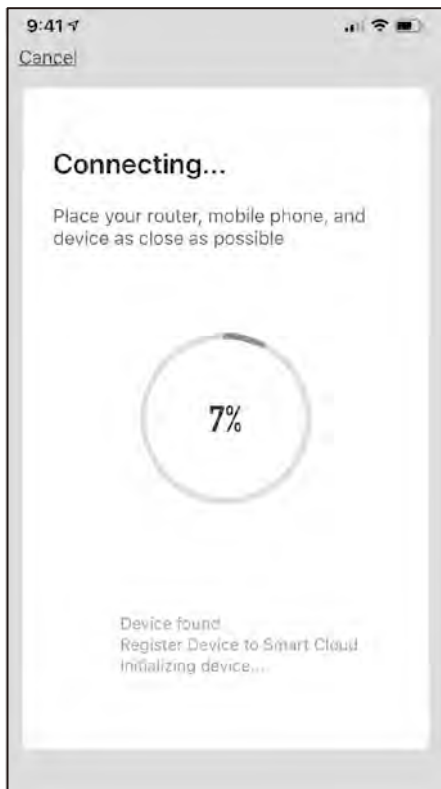 9:41
Cancel
Connecting...
Place your router, mobile phone, and
device as close as possible
7%
Device found
Register Device to Smart Cloud
Initializing device....